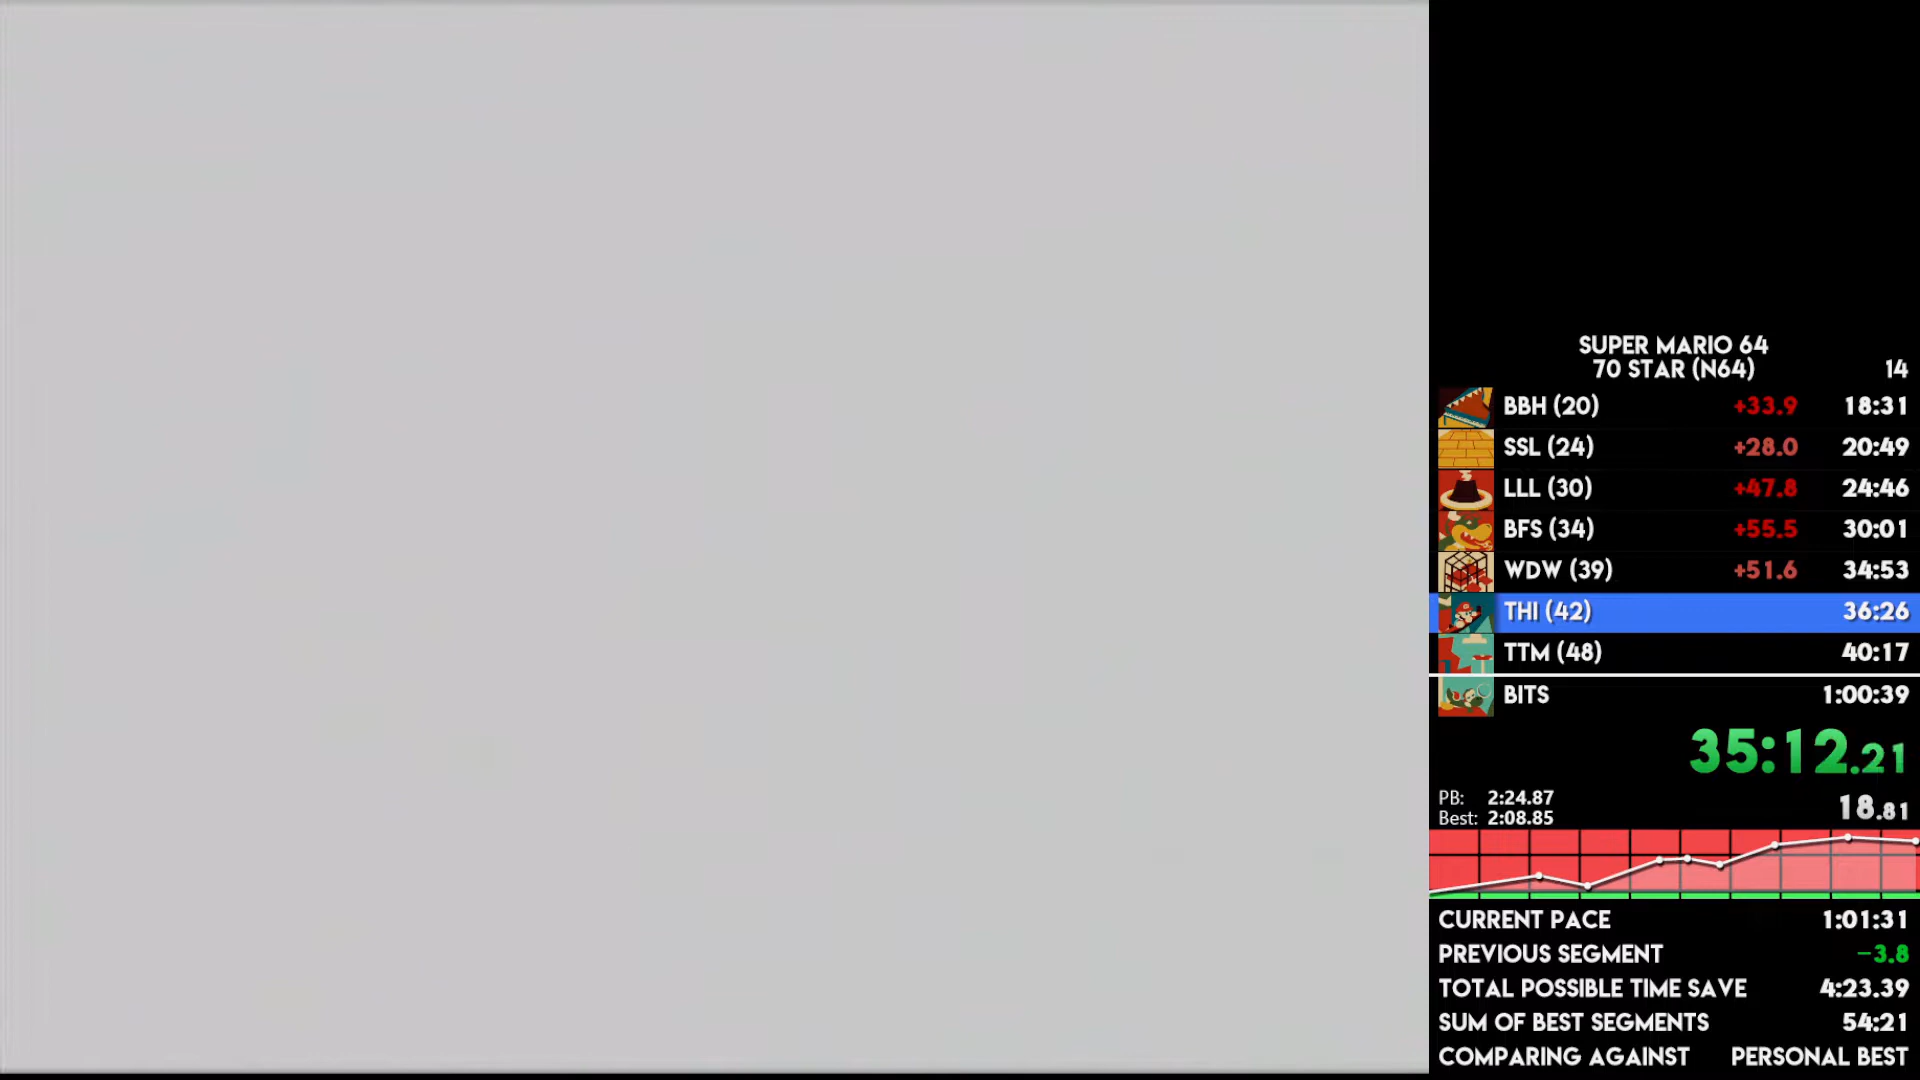 SUPER MARIO 64
70 STAR (N64) 14
BBH (20) +33.9 18:31
SSL (24) +28.0 20:49
LLL (30) +47.8 24:46
BFS (34) +55.5 30:01
WDW (39) +51.6 34:53
THI (42) 36:26
TTM (48) 40:17
BITS 1:00:39
35:12.21
PB: 2:24.87
18.81
Best: 2:08.85
CURRENT PACE 1:01:31
PREVIOUS SEGMENT −3.8
TOTAL POSSIBLE TIME SAVE 4:23.39
SUM OF BEST SEGMENTS 54:21
COMPARING AGAINST PERSONAL BEST